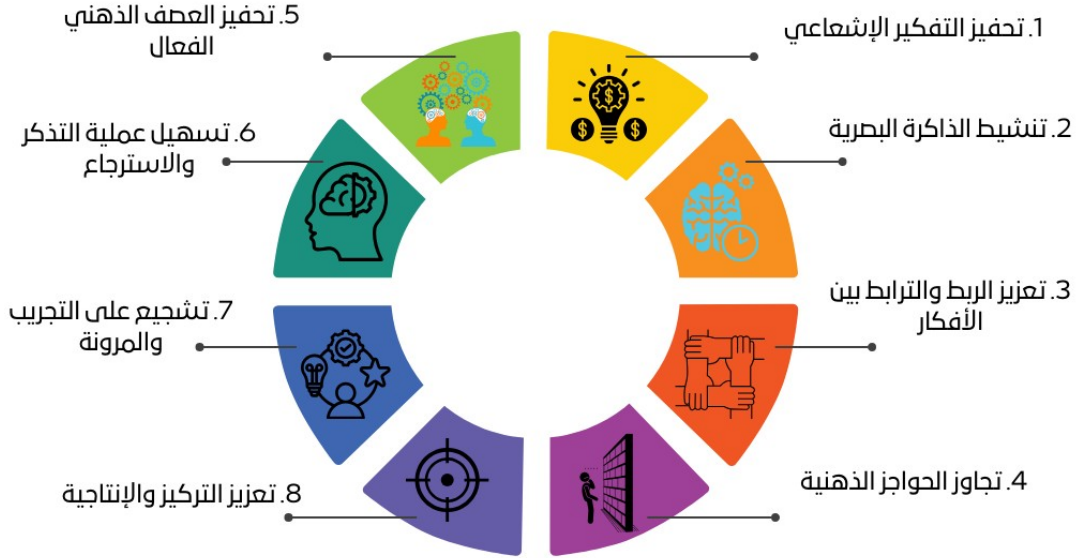 1. تحفيز التفكير الإشعاعي
2. تنشيط الذاكرة البصرية
3. تعزيز الربط والترابط بين
الأفكار
4. تجاوز الحواجز الذهنية
5. تحفيز العصف الذهني
الفعال
6. تسهيل عملية التذكر
والاسترجاع
7. تشجيع على التجريب
والمرونة
8. تعزيز التركيز والإنتاجية